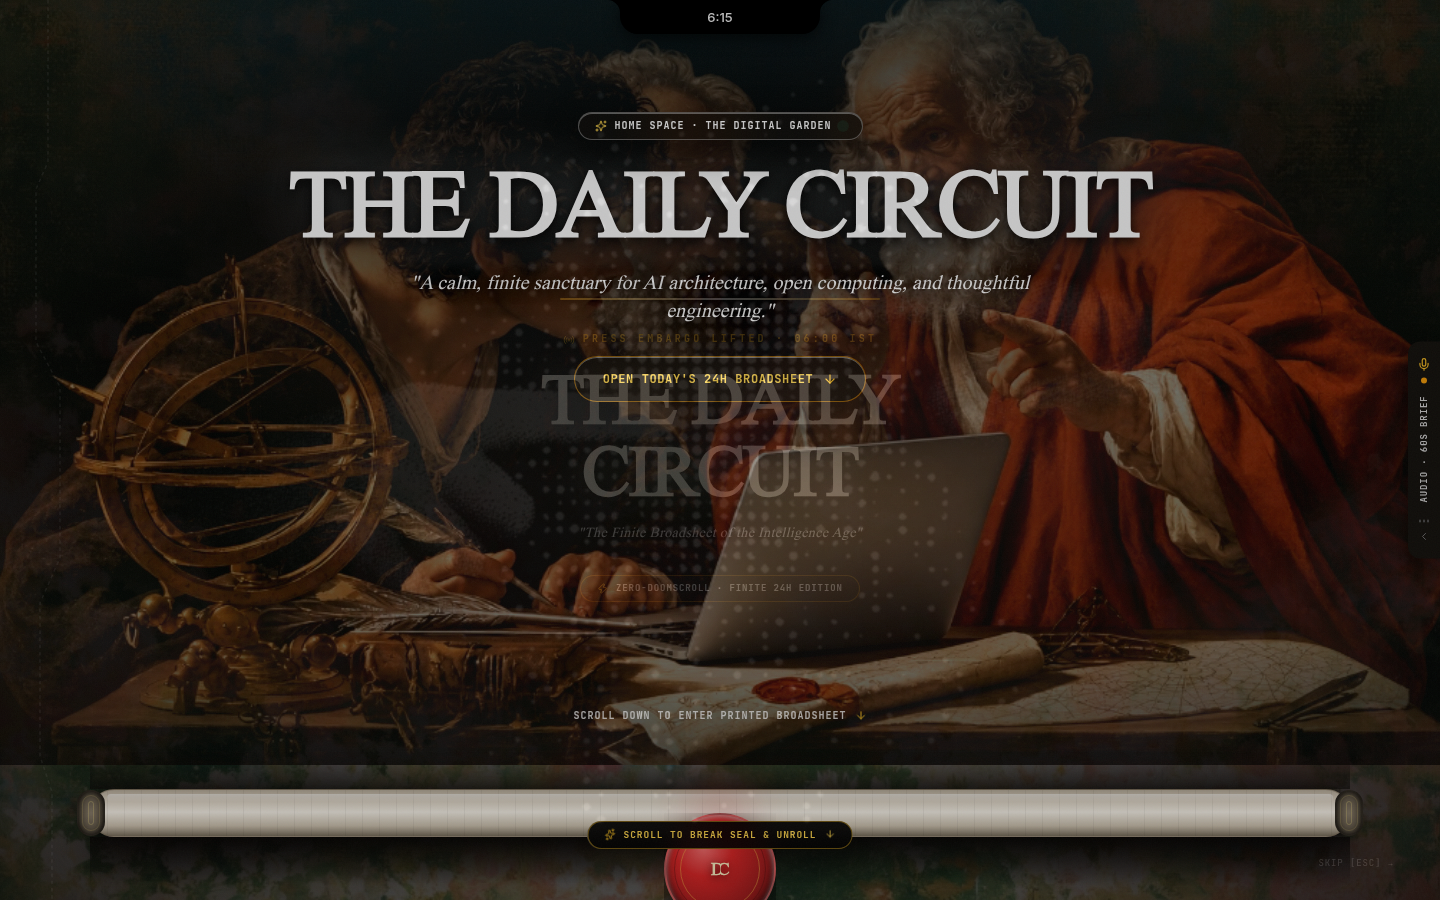 6:15
HOME SPACE · THE DIGITAL GARDEN
THE DAILY CIRCUIT
"A calm, finite sanctuary for AI architecture, open computing, and thoughtful
engineering."
PRESS EMBARGO LIFTED · 06:00 IST
OPEN TODAY'S 24H BROADSHEET ↓
THE DAILY
CIRCUIT
"The Finite Broadsheet of the Intelligence Age"
ZERO-DOOMSCROLL · FINITE 24H EDITION
AUDIO · 60S BRIEF
SCROLL DOWN TO ENTER PRINTED BROADSHEET ↓
SCROLL TO BREAK SEAL & UNROLL ↓
SKIP [ESC] →
DC